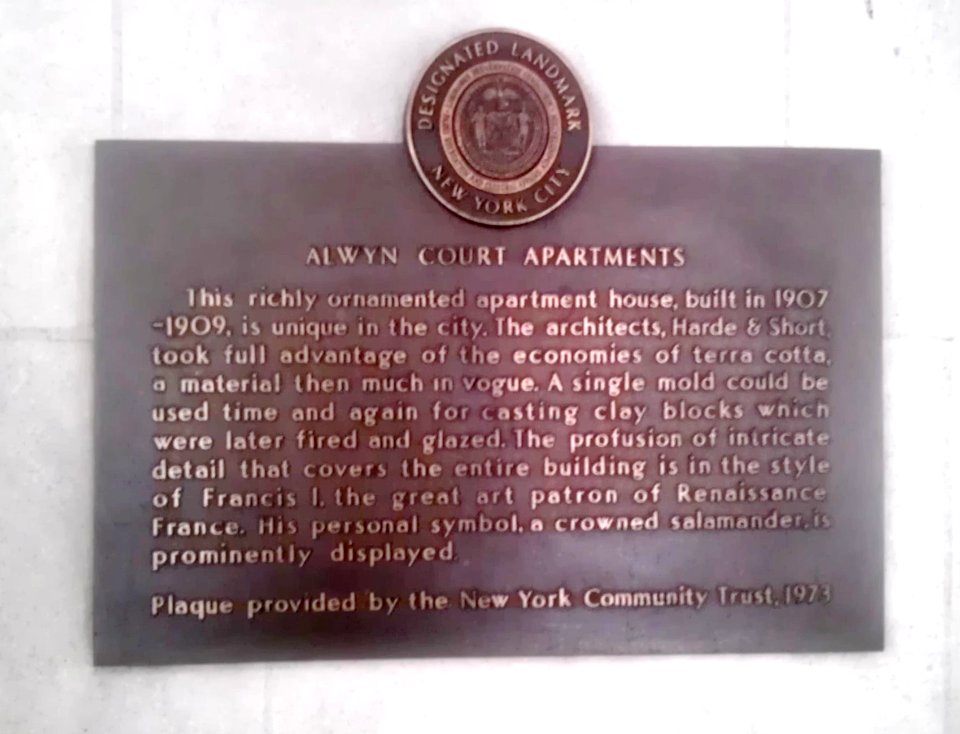 DESIGNATED LANDMARK
NEW YORK CITY
ALWYN COURT APARTMENTS
This richly ornamented apartment house, built in 1907
-1909, is unique in the city. The architects, Harde & Short,
took full advantage of the economies of terra cotta,
a material then much in vogue. A single mold could be
used time and again for casting clay blocks which
were later fired and glazed. The profusion of intricate
detail that covers the entire building is in the style
of Francis I, the great art patron of Renaissance
France. His personal symbol, a crowned salamander, is
prominently displayed.
Plaque provided by the New York Community Trust, 1973